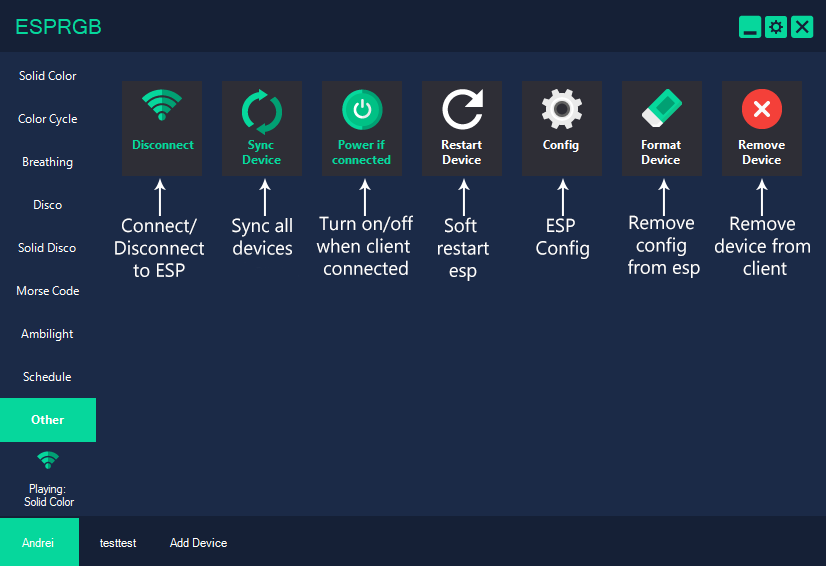 ESPRGB
Solid Color
Color Cycle
Breathing
Disco
Solid Disco
Morse Code
Ambilight
Schedule
Other
Playing:
Solid Color
Disconnect
Sync
Device
Power if
connected
Restart
Device
Config
Format
Device
Remove
Device
Connect/
Disconnect
to ESP
Sync all
devices
Turn on/off
when client
connected
Soft
restart
esp
ESP
Config
Remove
config
from esp
Remove
device from
client
Andrei
testtest
Add Device